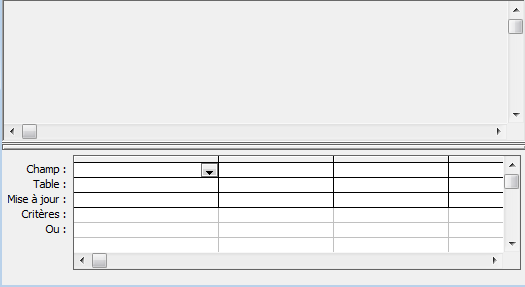 Champ :
Table :
Mise à jour :
Critères :
Ou :